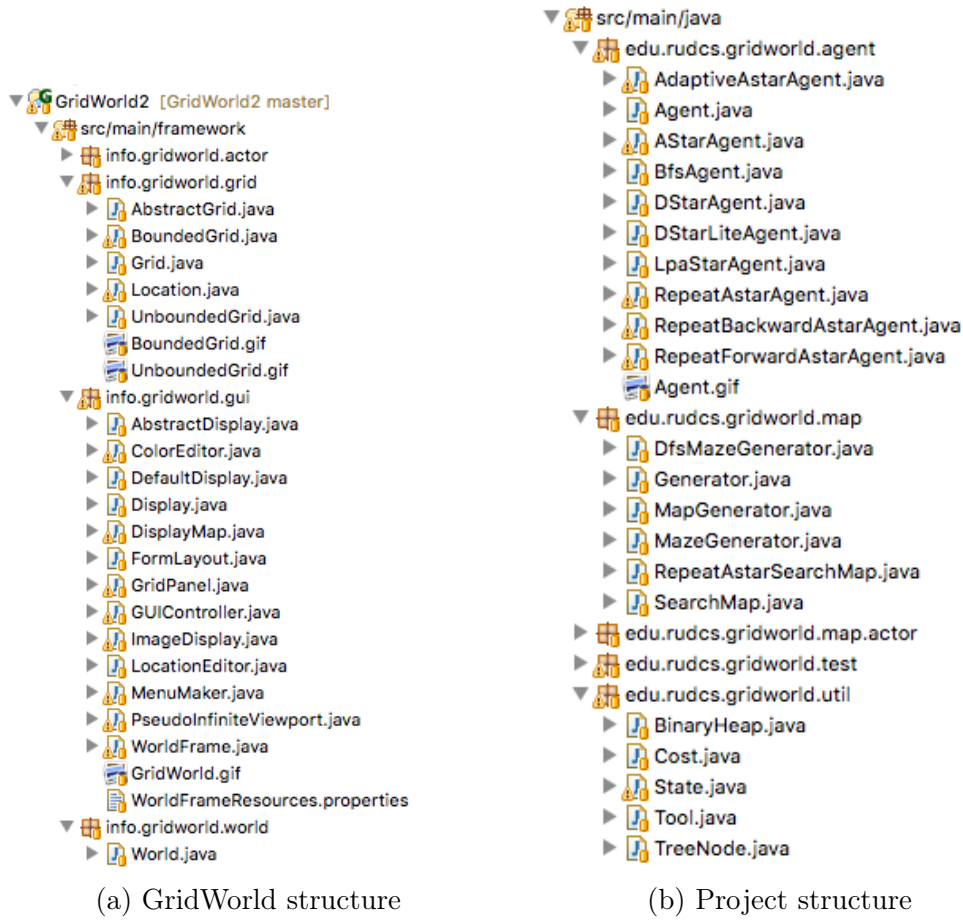 GridWorld2 [GridWorld2 master]
src/main/framework
info.gridworld.actor
info.gridworld.grid
AbstractGrid.java
BoundedGrid.java
Grid.java
Location.java
UnboundedGrid.java
BoundedGrid.gif
UnboundedGrid.gif
info.gridworld.gui
AbstractDisplay.java
ColorEditor.java
DefaultDisplay.java
Display.java
DisplayMap.java
FormLayout.java
GridPanel.java
GUIController.java
ImageDisplay.java
LocationEditor.java
MenuMaker.java
PseudoInfiniteViewport.java
WorldFrame.java
GridWorld.gif
WorldFrameResources.properties
info.gridworld.world
World.java
(a) GridWorld structure
src/main/java
edu.rudcs.gridworld.agent
AdaptiveAstarAgent.java
Agent.java
AStarAgent.java
BfsAgent.java
DStarAgent.java
DStarLiteAgent.java
LpaStarAgent.java
RepeatAstarAgent.java
RepeatBackwardAstarAgent.java
RepeatForwardAstarAgent.java
Agent.gif
edu.rudcs.gridworld.map
DfsMazeGenerator.java
Generator.java
MapGenerator.java
MazeGenerator.java
RepeatAstarSearchMap.java
SearchMap.java
edu.rudcs.gridworld.map.actor
edu.rudcs.gridworld.test
edu.rudcs.gridworld.util
BinaryHeap.java
Cost.java
State.java
Tool.java
TreeNode.java
(b) Project structure